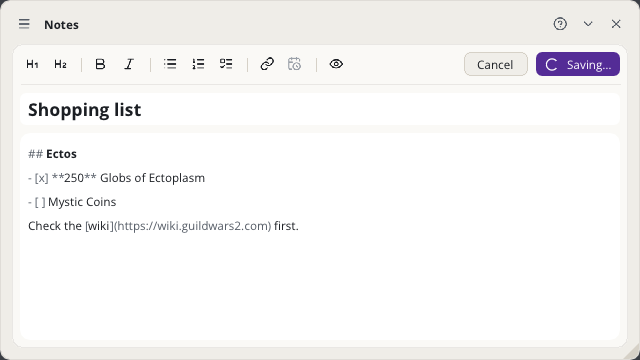 Notes
H1 H2 B I Cancel Saving...
Shopping list
## Ectos
- [x] **250** Globs of Ectoplasm
- [ ] Mystic Coins
Check the [wiki](https://wiki.guildwars2.com) first.